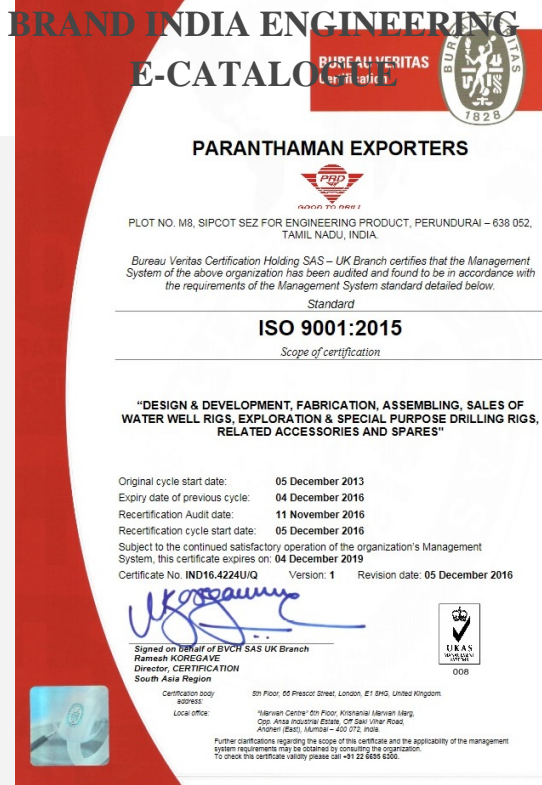 BRAND INDIA ENGINEERING
E-CATALOGUE
BUREAU VERITAS
Certification
BUREAU VERITAS
1828
PARANTHAMAN EXPORTERS
PRD
GOOD TO DRILL
PLOT NO. M8, SIPCOT SEZ FOR ENGINEERING PRODUCT, PERUNDURAI – 638 052,
TAMIL NADU, INDIA.
Bureau Veritas Certification Holding SAS – UK Branch certifies that the Management
System of the above organization has been audited and found to be in accordance with
the requirements of the Management System standard detailed below.
Standard
ISO 9001:2015
Scope of certification
“DESIGN & DEVELOPMENT, FABRICATION, ASSEMBLING, SALES OF
WATER WELL RIGS, EXPLORATION & SPECIAL PURPOSE DRILLING RIGS,
RELATED ACCESSORIES AND SPARES"
Original cycle start date: 05 December 2013
Expiry date of previous cycle: 04 December 2016
Recertification Audit date: 11 November 2016
Recertification cycle start date: 05 December 2016
Subject to the continued satisfactory operation of the organization's Management
System, this certificate expires on: 04 December 2019
Certificate No. IND16.4224U/Q Version: 1 Revision date: 05 December 2016
Signed on behalf of BVCH SAS UK Branch
Ramesh KOREGAVE
Director, CERTIFICATION
South Asia Region
UKAS
MANAGEMENT
SYSTEMS
008
Certification body
address: 5th Floor, 66 Prescot Street, London, E1 8HG, United Kingdom.
Local office: "Marwah Centre" 6th Floor, Krishanlal Marwah Marg,
Opp. Ansa Industrial Estate, Off Saki Vihar Road,
Andheri (East), Mumbai – 400 072, India.
Further clarifications regarding the scope of this certificate and the applicability of the management
system requirements may be obtained by consulting the organization.
To check this certificate validity please call +91 22 6695 6300.